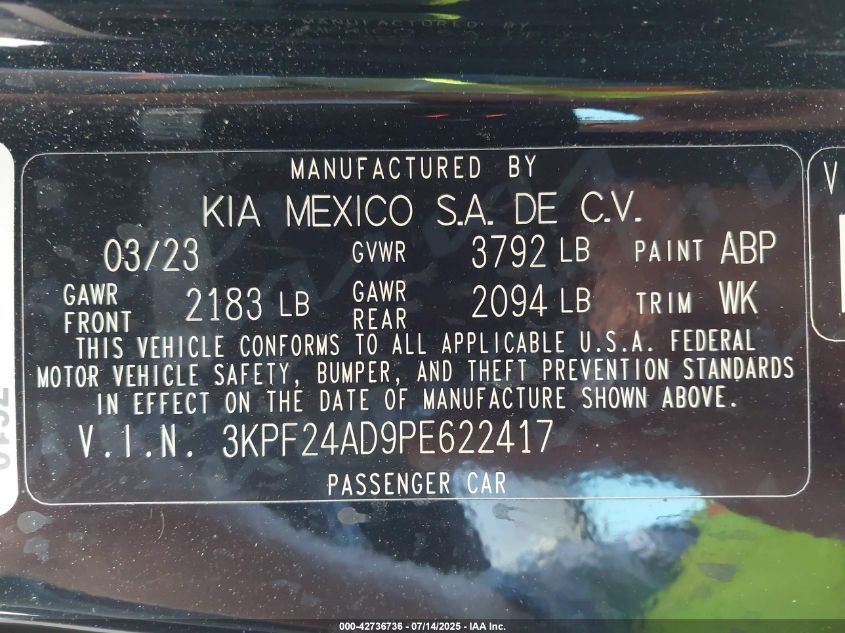 MANUFACTURED BY
KIA MEXICO S.A. DE C.V.
03/23 GVWR 3792 LB PAINT ABP
GAWR FRONT 2183 LB GAWR REAR 2094 LB TRIM WK
THIS VEHICLE CONFORMS TO ALL APPLICABLE U.S.A. FEDERAL
MOTOR VEHICLE SAFETY, BUMPER, AND THEFT PREVENTION STANDARDS
IN EFFECT ON THE DATE OF MANUFACTURE SHOWN ABOVE.
V.I.N. 3KPF24AD9PE622417
PASSENGER CAR
V
000-42736736 - 07/14/2025 - IAA Inc.